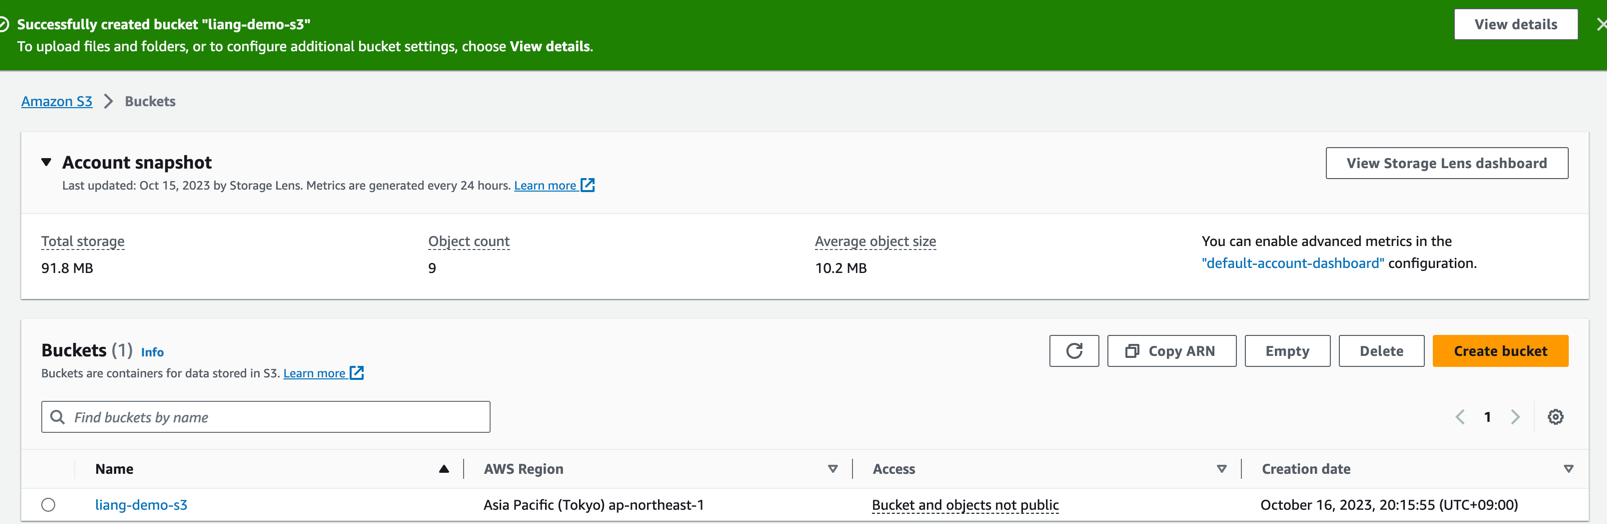 Successfully created bucket "liang-demo-s3"
View details
To upload files and folders, or to configure additional bucket settings, choose View details.
Amazon S3 > Buckets
Account snapshot
View Storage Lens dashboard
Last updated: Oct 15, 2023 by Storage Lens. Metrics are generated every 24 hours. Learn more
Total storage
91.8 MB
Object count
9
Average object size
10.2 MB
You can enable advanced metrics in the
"default-account-dashboard" configuration.
Buckets (1) Info
Buckets are containers for data stored in S3. Learn more
Copy ARN
Empty
Delete
Create bucket
Find buckets by name
1
Name AWS Region Access Creation date
liang-demo-s3 Asia Pacific (Tokyo) ap-northeast-1 Bucket and objects not public October 16, 2023, 20:15:55 (UTC+09:00)